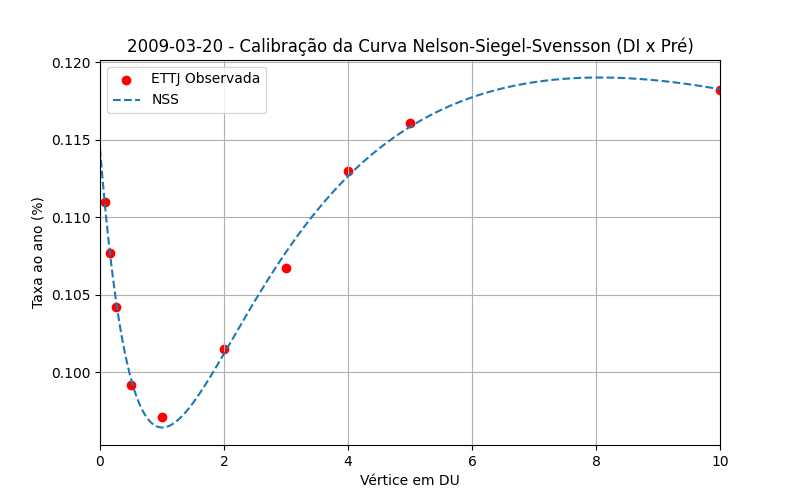 2009-03-20 - Calibração da Curva Nelson-Siegel-Svensson (DI x Pré)
ETTJ Observada
NSS
Taxa ao ano (%)
0.120
0.115
0.110
0.105
0.100
0 2 4 6 8 10
Vértice em DU